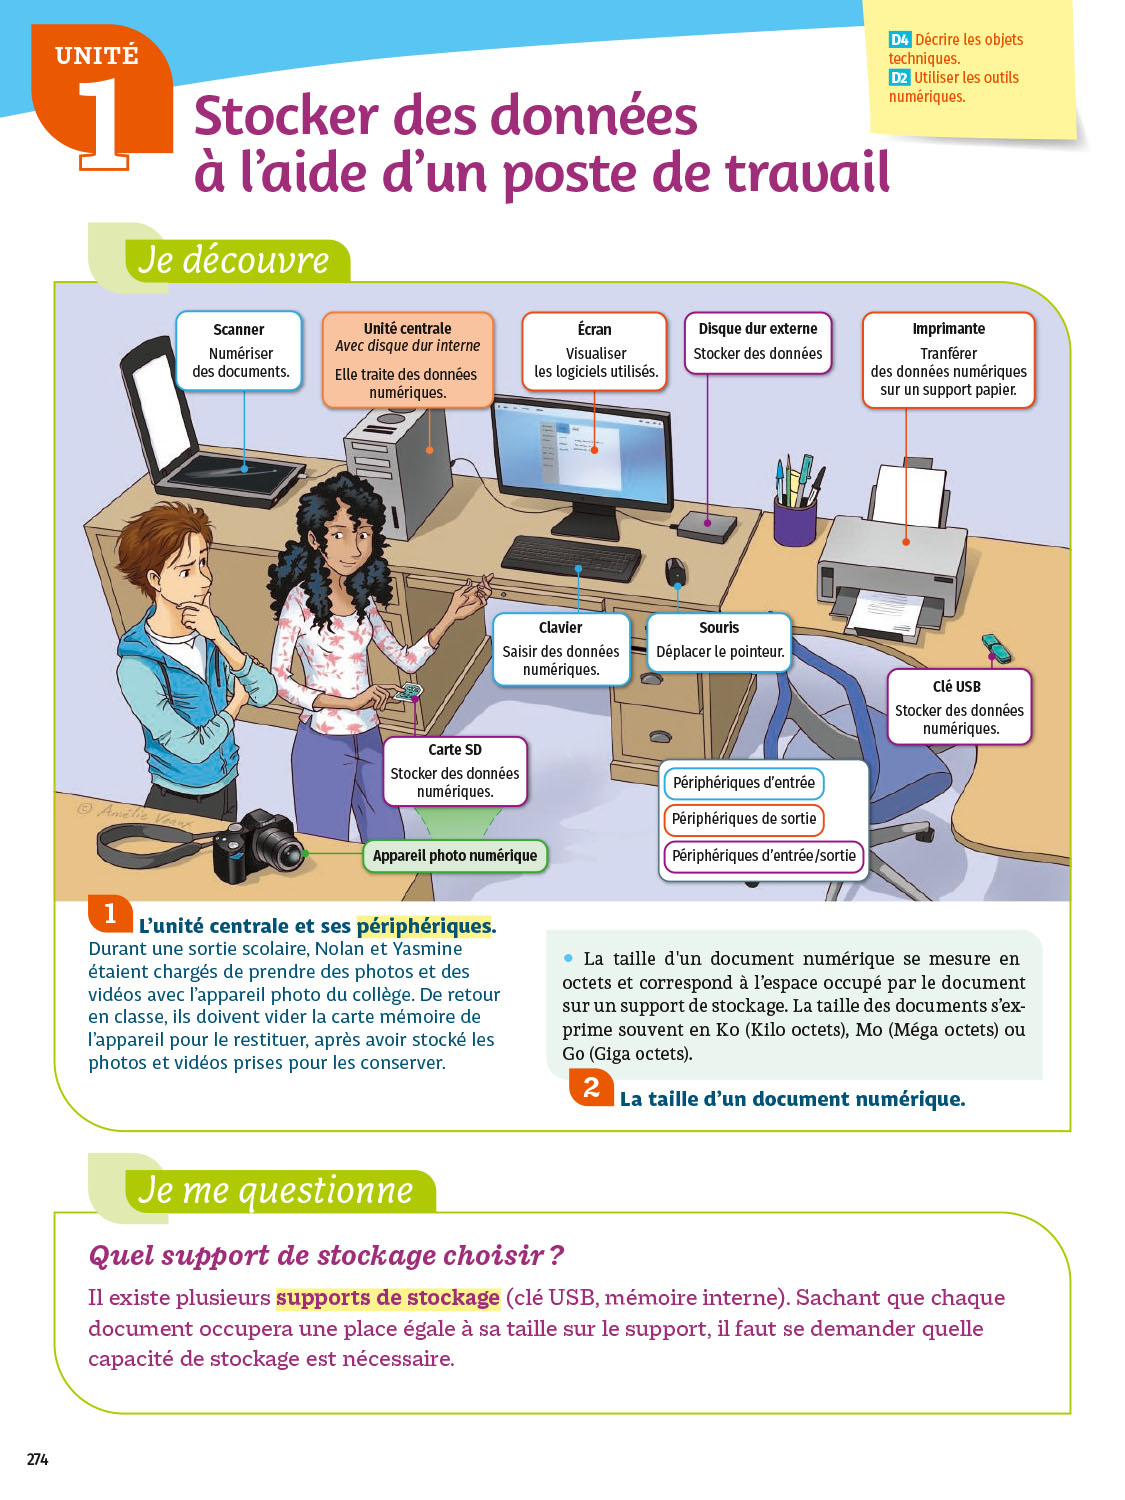 UNITÉ
1
D4 Décrire les objets
techniques.
D2 Utiliser les outils
numériques.
Stocker des données
à l'aide d'un poste de travail
Je découvre
Scanner
Numériser
des documents.
Unité centrale
Avec disque dur interne
Elle traite des données
numériques.
Écran
Visualiser
les logiciels utilisés.
Disque dur externe
Stocker des données
Imprimante
Tranférer
des données numériques
sur un support papier.
Clavier
Saisir des données
numériques.
Souris
Déplacer le pointeur.
Clé USB
Stocker des données
numériques.
Carte SD
Stocker des données
numériques.
Appareil photo numérique
Périphériques d'entrée
Périphériques de sortie
Périphériques d'entrée/sortie
© Amélie Veaux
1 L'unité centrale et ses périphériques.
Durant une sortie scolaire, Nolan et Yasmine
étaient chargés de prendre des photos et des
vidéos avec l'appareil photo du collège. De retour
en classe, ils doivent vider la carte mémoire de
l'appareil pour le restituer, après avoir stocké les
photos et vidéos prises pour les conserver.
• La taille d'un document numérique se mesure en
octets et correspond à l'espace occupé par le document
sur un support de stockage. La taille des documents s'ex-
prime souvent en Ko (Kilo octets), Mo (Méga octets) ou
Go (Giga octets).
2 La taille d'un document numérique.
Je me questionne
Quel support de stockage choisir ?
Il existe plusieurs supports de stockage (clé USB, mémoire interne). Sachant que chaque
document occupera une place égale à sa taille sur le support, il faut se demander quelle
capacité de stockage est nécessaire.
274